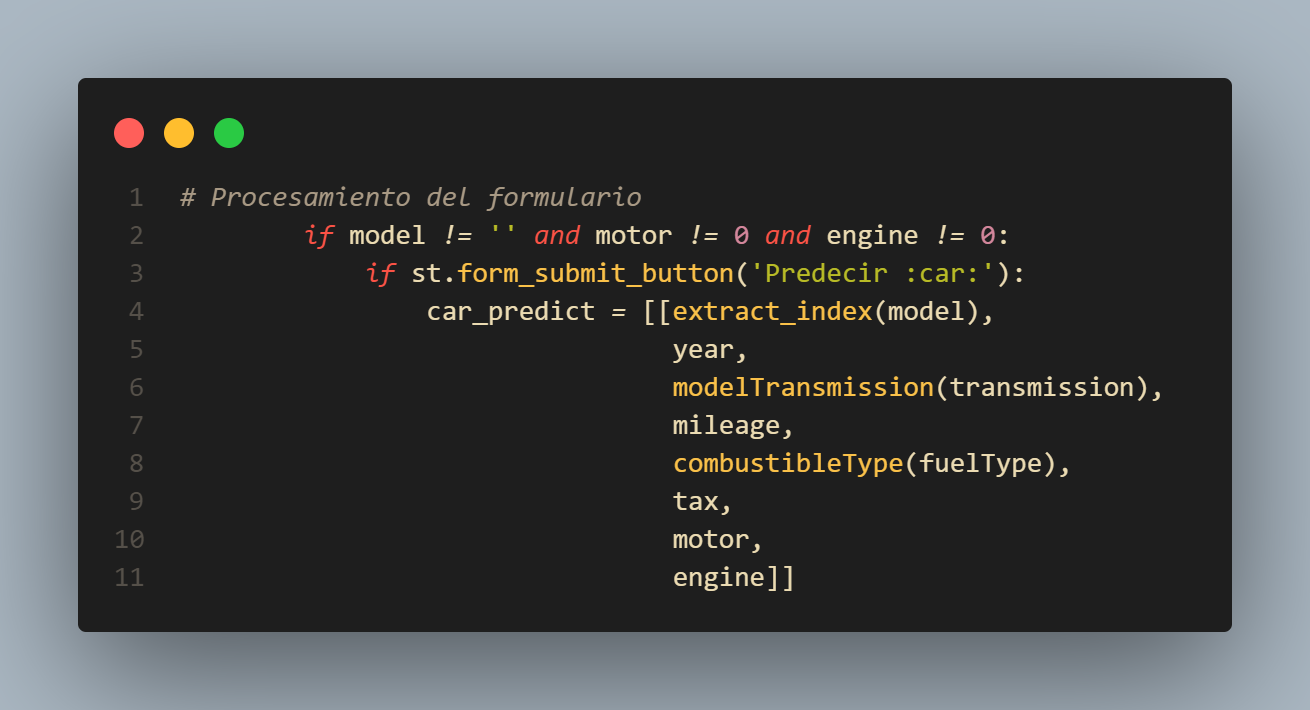 1 # Procesamiento del formulario
2         if model != '' and motor != 0 and engine != 0:
3             if st.form_submit_button('Predecir :car:'):
4                 car_predict = [[extract_index(model),
5                                 year,
6                                 modelTransmission(transmission),
7                                 mileage,
8                                 combustibleType(fuelType),
9                                 tax,
10                                 motor,
11                                 engine]]